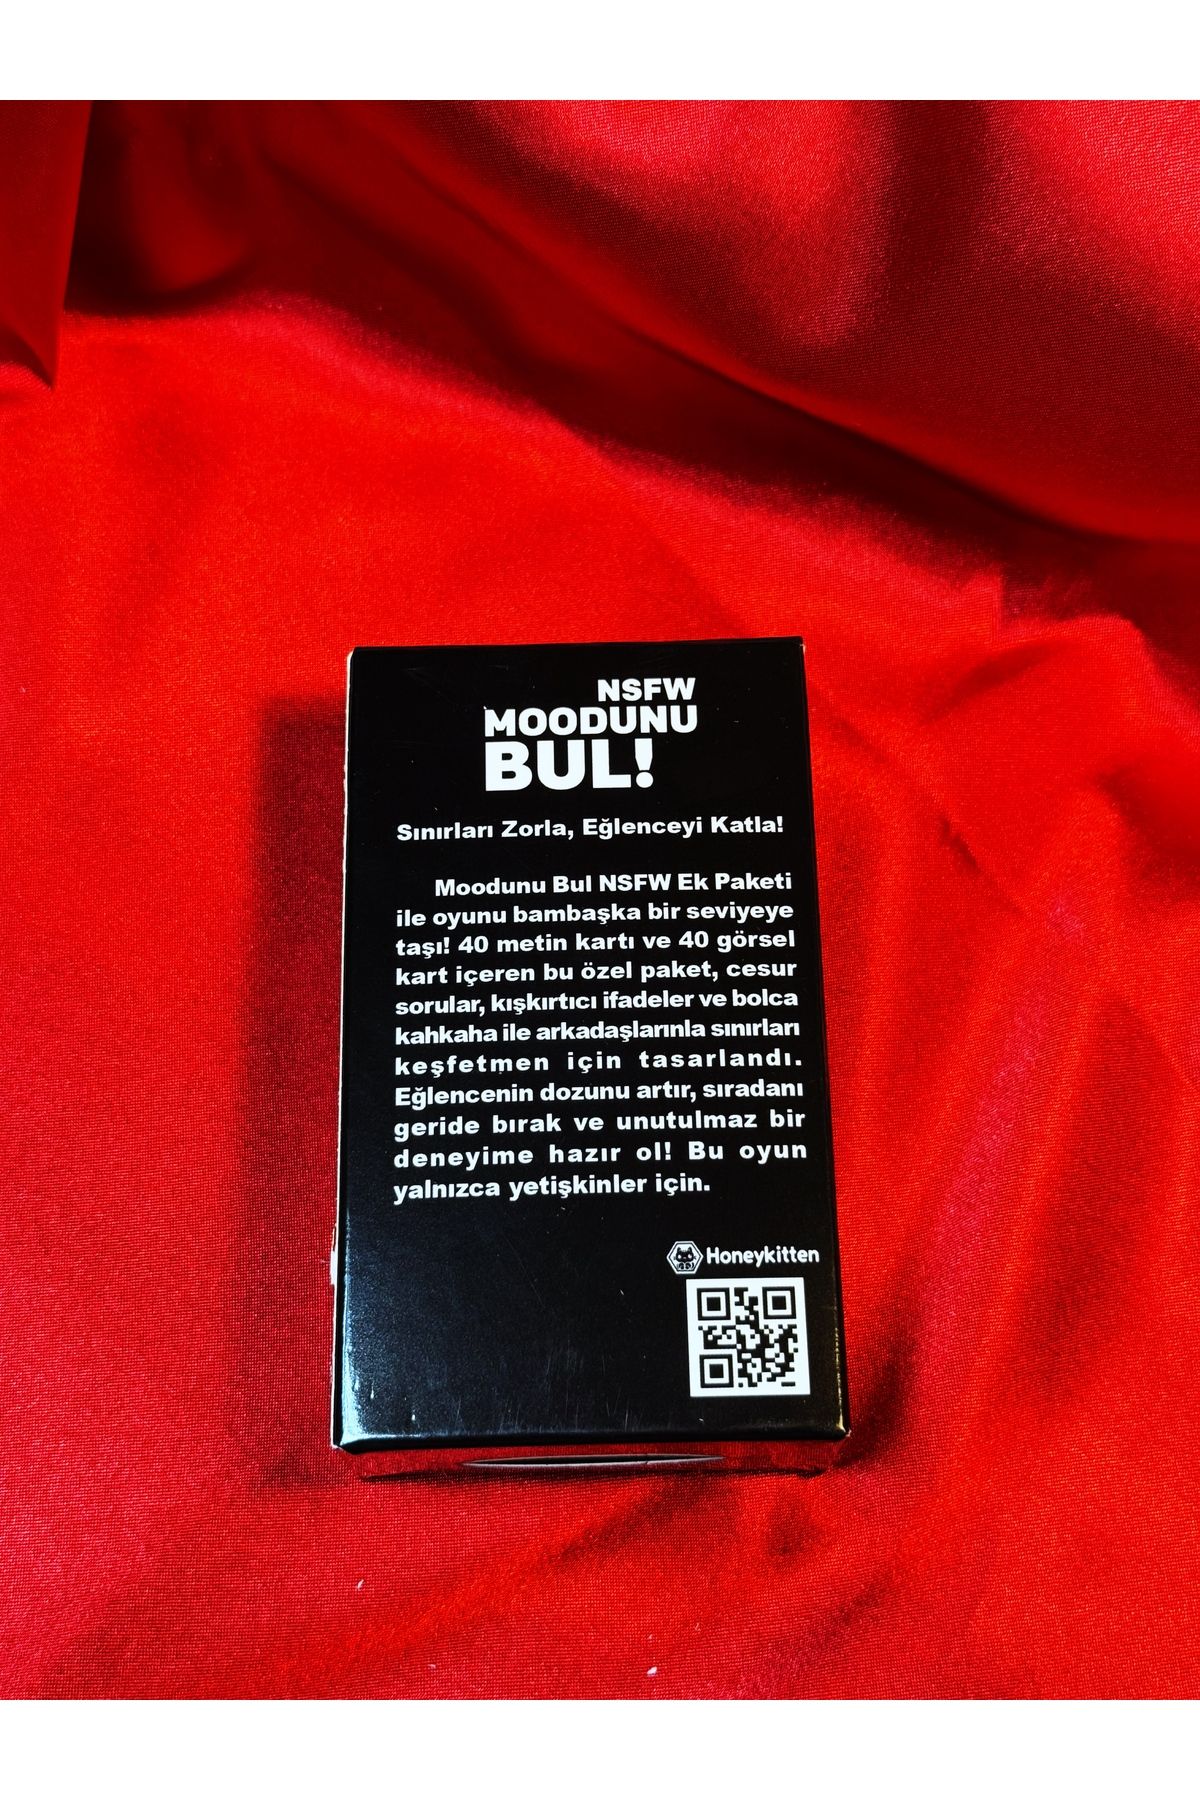 NSFW
MOODUNU
BUL!
Sınırları Zorla, Eğlenceyi Katla!
Moodunu Bul NSFW Ek Paketi
ile oyunu bambaşka bir seviyeye
taşı! 40 metin kartı ve 40 görsel
kart içeren bu özel paket, cesur
sorular, kışkırtıcı ifadeler ve bolca
kahkaha ile arkadaşlarınla sınırları
keşfetmen için tasarlandı.
Eğlencenin dozunu artır, sıradanı
geride bırak ve unutulmaz bir
deneyime hazır ol! Bu oyun
yalnızca yetişkinler için.
Honeykitten